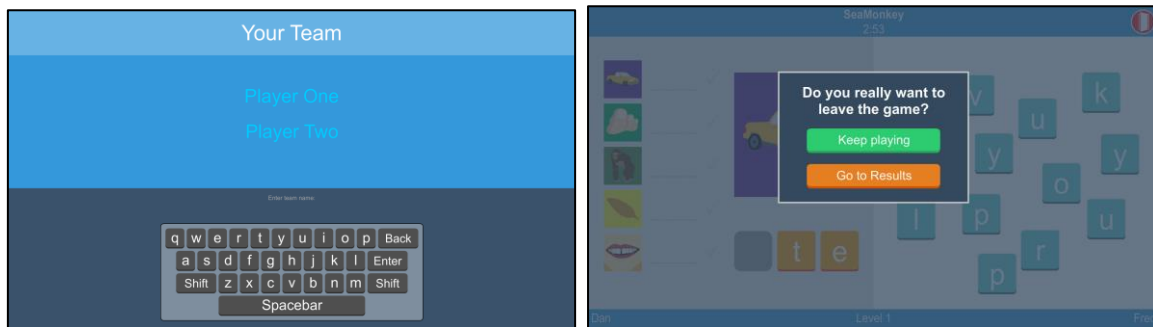 Your Team
Player One
Player Two
Enter team name
q w e r t y u i o p Back
a s d f g h j k l Enter
Shift z x c v b n m Shift
Spacebar
SeaMonkey
2:53
Do you really want to
leave the game?
Keep playing
Go to Results
v k
u
y y
o
l p u
t e r
p
Dan Level 1